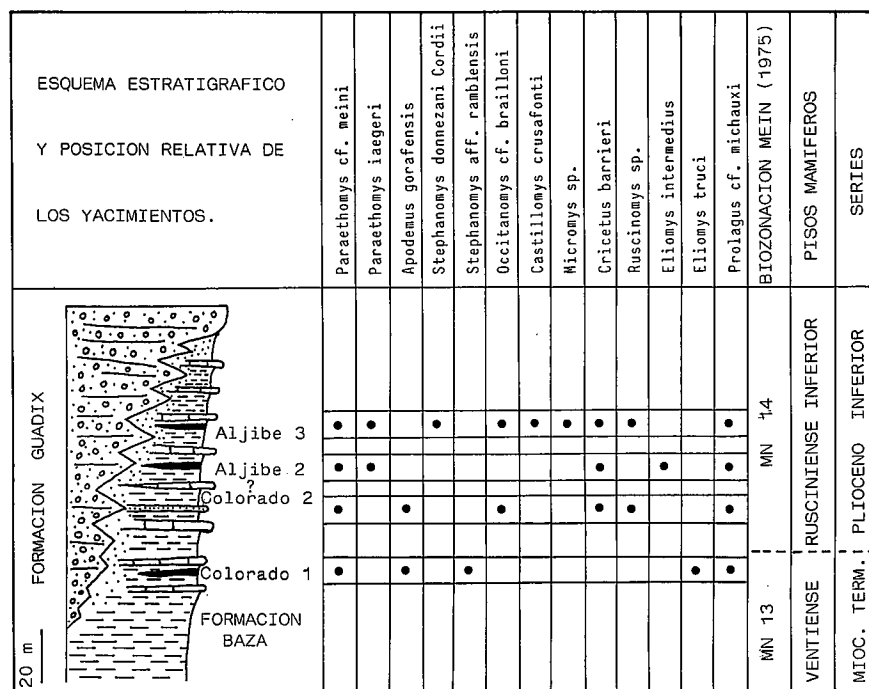 ESQUEMA ESTRATIGRAFICO
Y POSICION RELATIVA DE
LOS YACIMIENTOS.
Paraethomys cf. meini
Paraethomys iaegeri
Apodemus gorafensis
Stephanomys donnezani Cordii
Stephanomys aff. ramblensis
Occitanomys cf. brailloni
Castillomys crusafonti
Micromys sp.
Cricetus barrieri
Ruscinomys sp.
Eliomys intermedius
Eliomys truci
Prolagus cf. michauxi
BIOZONACION MEIN (1975)
PISOS MAMIFEROS
SERIES
FORMACION GUADIX
20 m
Aljibe 3
Aljibe 2
?
Colorado 2
Colorado 1
FORMACION
BAZA
MN 14
MN 13
RUSCINIENSE INFERIOR
VENTIENSE
PLIOCENO INFERIOR
MIOC. TERM.